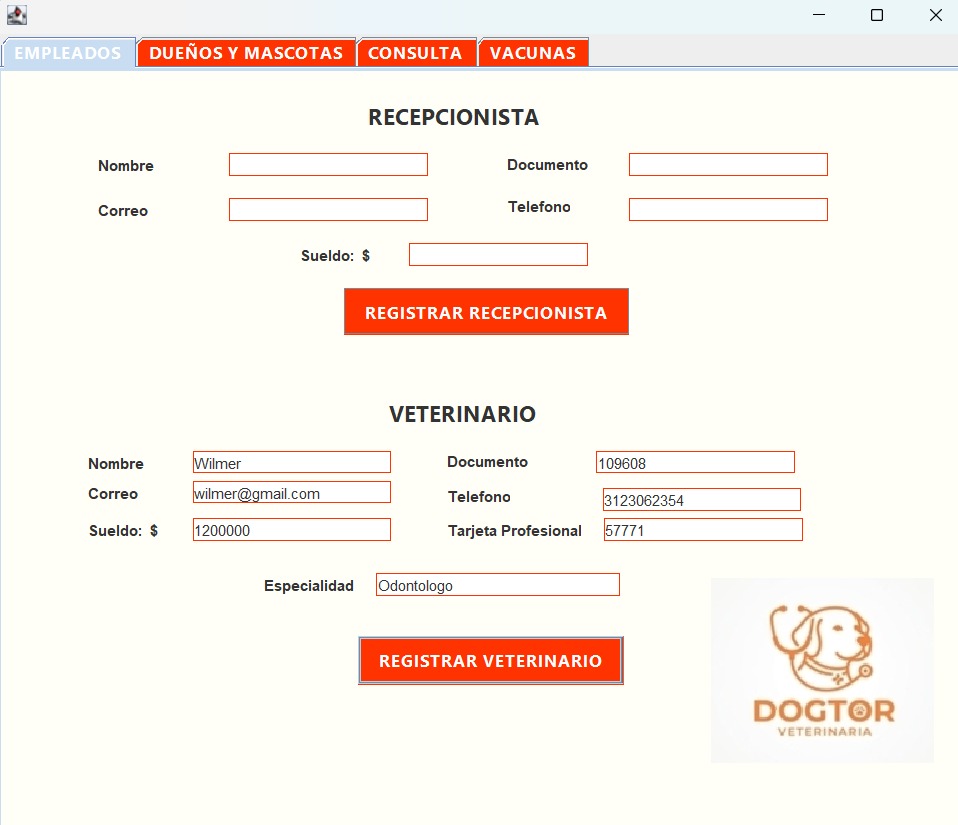 EMPLEADOS DUEÑOS Y MASCOTAS CONSULTA VACUNAS
RECEPCIONISTA
Nombre Documento
Correo Telefono
Sueldo: $
REGISTRAR RECEPCIONISTA
VETERINARIO
Nombre Wilmer Documento 109608
Correo wilmer@gmail.com Telefono 3123062354
Sueldo: $ 1200000 Tarjeta Profesional 57771
Especialidad Odontologo
REGISTRAR VETERINARIO
DOGTOR
VETERINARIA